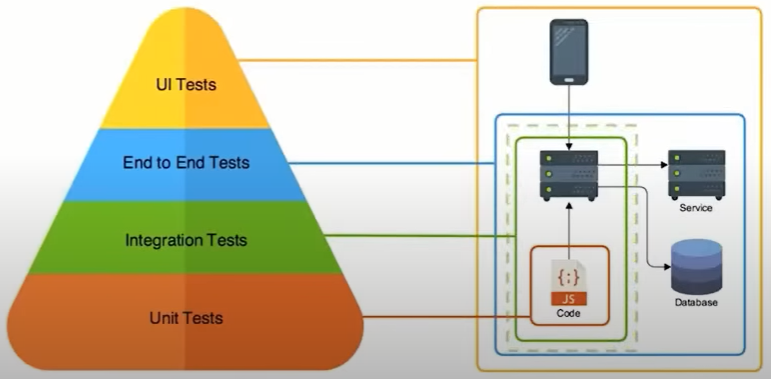 UI Tests
End to End Tests
Integration Tests
Unit Tests
Service
Database
{;}
JS
Code